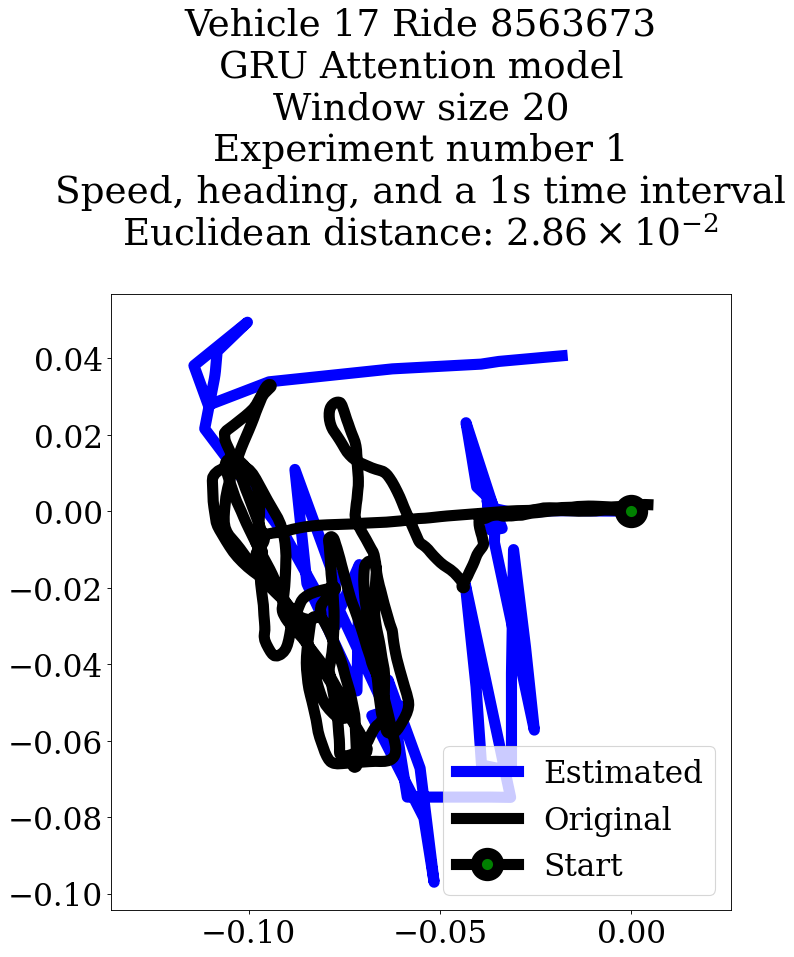 Vehicle 17 Ride 8563673
GRU Attention model
Window size 20
Experiment number 1
Speed, heading, and a 1s time interval
Euclidean distance: 2.86 × 10⁻²
0.04
0.02
0.00
−0.02
−0.04
−0.06
−0.08
−0.10
Estimated
Original
Start
−0.10
−0.05
0.00